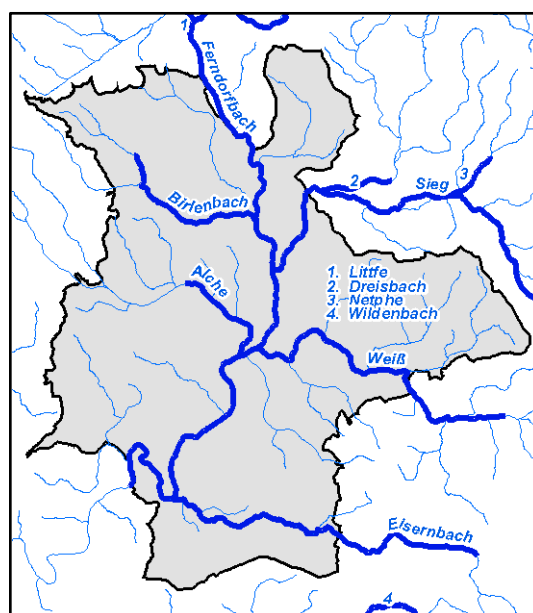 1
Ferndorfbach
2
3
Sieg
Birlenbach
Alche
1. Littfe
2. Dreisbach
3. Netphe
4. Wildenbach
Weiß
Eisernbach
4